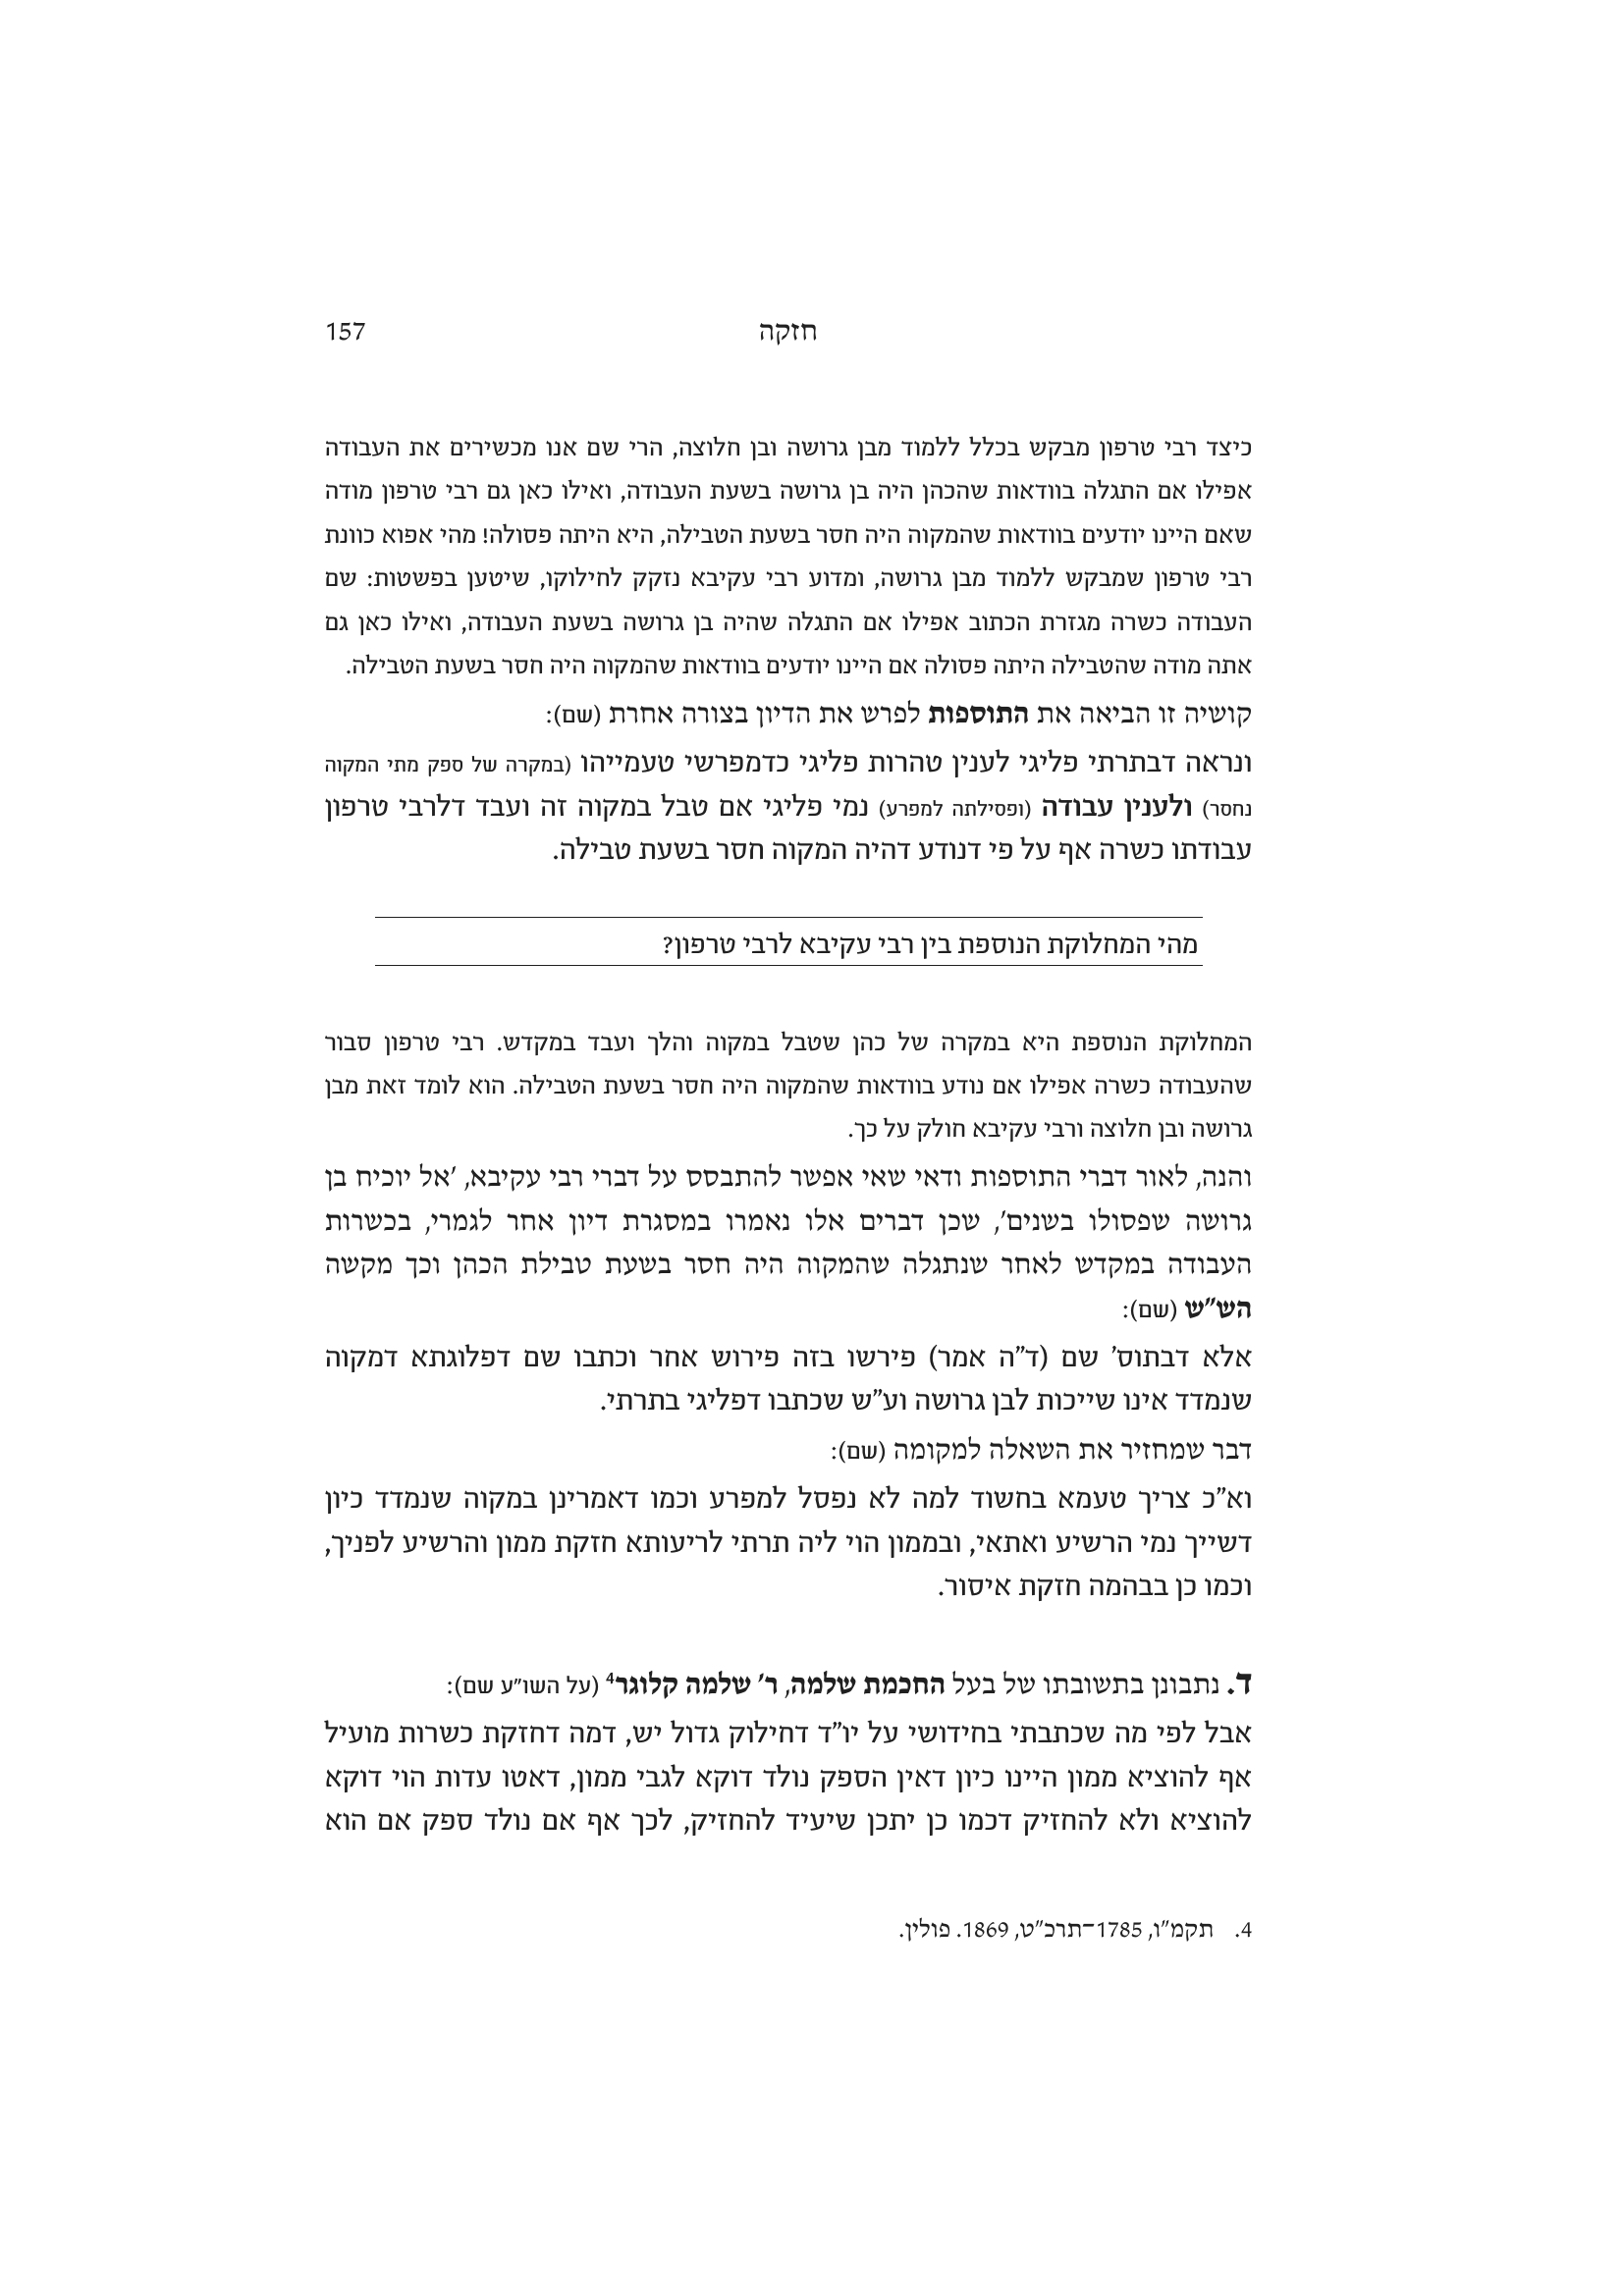 חזקה 157
כיצד רבי טרפון מבקש בכלל ללמוד מבן גרושה ובן חלוצה, הרי שם אנו מכשירים את העבודה
אפילו אם התגלה בוודאות שהכהן היה בן גרושה בשעת העבודה, ואילו כאן גם רבי טרפון מודה
שאם היינו יודעים בוודאות שהמקוה היה חסר בשעת הטבילה, היא היתה פסולה! מהי אפוא כוונת
רבי טרפון שמבקש ללמוד מבן גרושה, ומדוע רבי עקיבא נזקק לחילוקו, שיטען בפשטות: שם
העבודה כשרה מגזרת הכתוב אפילו אם התגלה שהיה בן גרושה בשעת העבודה, ואילו כאן גם
אתה מודה שהטבילה היתה פסולה אם היינו יודעים בוודאות שהמקוה היה חסר בשעת הטבילה.
קושיה זו הביאה את התוספות לפרש את הדיון בצורה אחרת (שם):
ונראה דבתרתי פליגי לענין טהרות פליגי כדמפרשי טעמייהו (במקרה של ספק מתי המקוה
נחסר) ולענין עבודה (ופסילתה למפרע) נמי פליגי אם טבל במקוה זה ועבד דלרבי טרפון
עבודתו כשרה אף על פי דנודע דהיה המקוה חסר בשעת טבילה.
מהי המחלוקת הנוספת בין רבי עקיבא לרבי טרפון?
המחלוקת הנוספת היא במקרה של כהן שטבל במקוה והלך ועבד במקדש. רבי טרפון סבור
שהעבודה כשרה אפילו אם נודע בוודאות שהמקוה היה חסר בשעת הטבילה. הוא לומד זאת מבן
גרושה ובן חלוצה ורבי עקיבא חולק על כך.
והנה, לאור דברי התוספות ודאי שאי אפשר להתבסס על דברי רבי עקיבא, 'אל יוכיח בן
גרושה שפסולו בשנים', שכן דברים אלו נאמרו במסגרת דיון אחר לגמרי, בכשרות
העבודה במקדש לאחר שנתגלה שהמקוה היה חסר בשעת טבילת הכהן וכך מקשה
הש"ש (שם):
אלא דבתוס' שם (ד"ה אמר) פירשו בזה פירוש אחר וכתבו שם דפלוגתא דמקוה
שנמדד אינו שייכות לבן גרושה וע"ש שכתבו דפליגי בתרתי.
דבר שמחזיר את השאלה למקומה (שם):
וא"כ צריך טעמא בחשוד למה לא נפסל למפרע וכמו דאמרינן במקוה שנמדד כיון
דשייך נמי הרשיע ואתאי, ובממון הוי ליה תרתי לריעותא חזקת ממון והרשיע לפניך,
וכמו כן בבהמה חזקת איסור.
ד. נתבונן בתשובתו של בעל החכמת שלמה, ר' שלמה קלוגר4 (על השו"ע שם):
אבל לפי מה שכתבתי בחידושי על יו"ד דחילוק גדול יש, דמה דחזקת כשרות מועיל
אף להוציא ממון היינו כיון דאין הספק נולד דוקא לגבי ממון, דאטו עדות הוי דוקא
להוציא ולא להחזיק דכמו כן יתכן שיעיד להחזיק, לכך אף אם נולד ספק אם הוא
4. תקמ"ו, 1785–תרכ"ט, 1869. פולין.